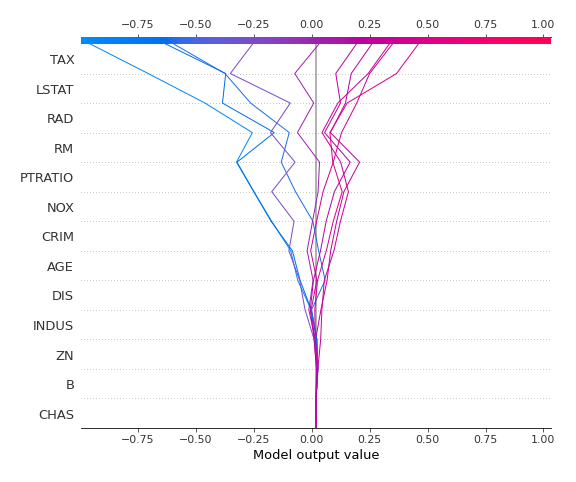 −0.75 −0.50 −0.25 0.00 0.25 0.50 0.75 1.00
TAX
LSTAT
RAD
RM
PTRATIO
NOX
CRIM
AGE
DIS
INDUS
ZN
B
CHAS
−0.75 −0.50 −0.25 0.00 0.25 0.50 0.75 1.00
Model output value